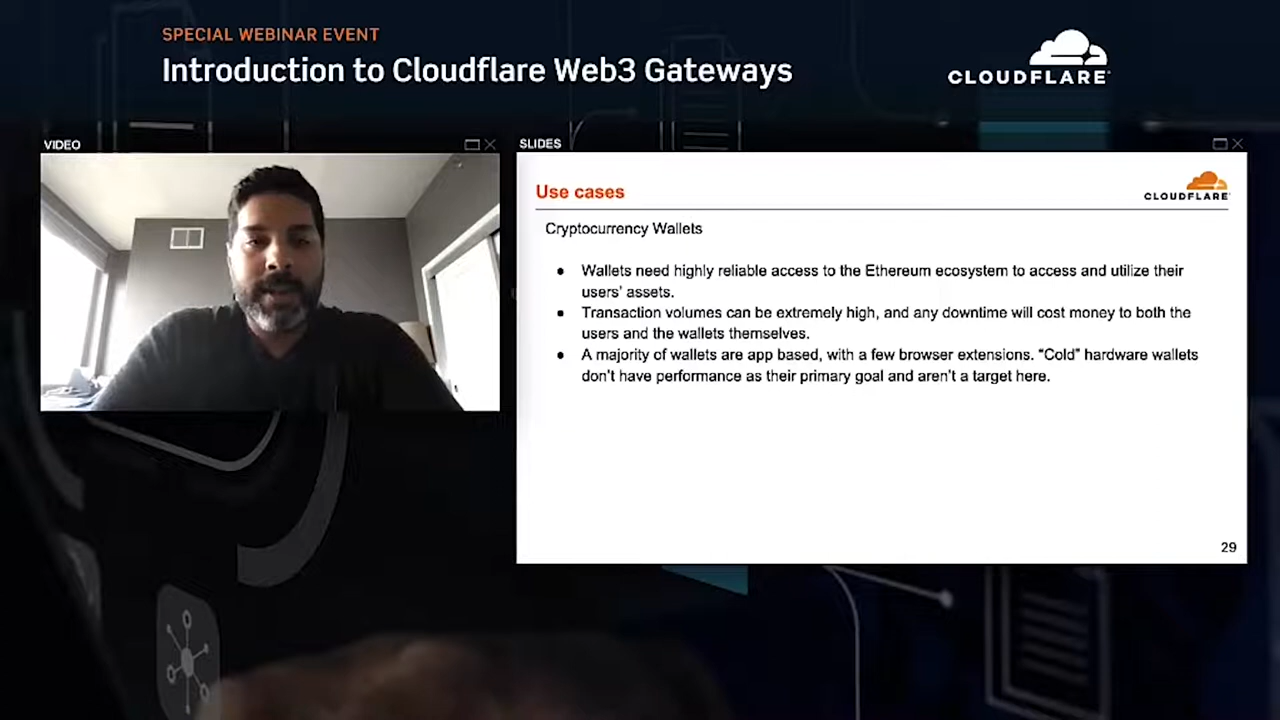 SPECIAL WEBINAR EVENT
Introduction to Cloudflare Web3 Gateways
CLOUDFLARE
VIDEO
SLIDES
Use cases
CLOUDFLARE
Cryptocurrency Wallets
● Wallets need highly reliable access to the Ethereum ecosystem to access and utilize their
users’ assets.
● Transaction volumes can be extremely high, and any downtime will cost money to both the
users and the wallets themselves.
● A majority of wallets are app based, with a few browser extensions. “Cold” hardware wallets
don’t have performance as their primary goal and aren’t a target here.
29